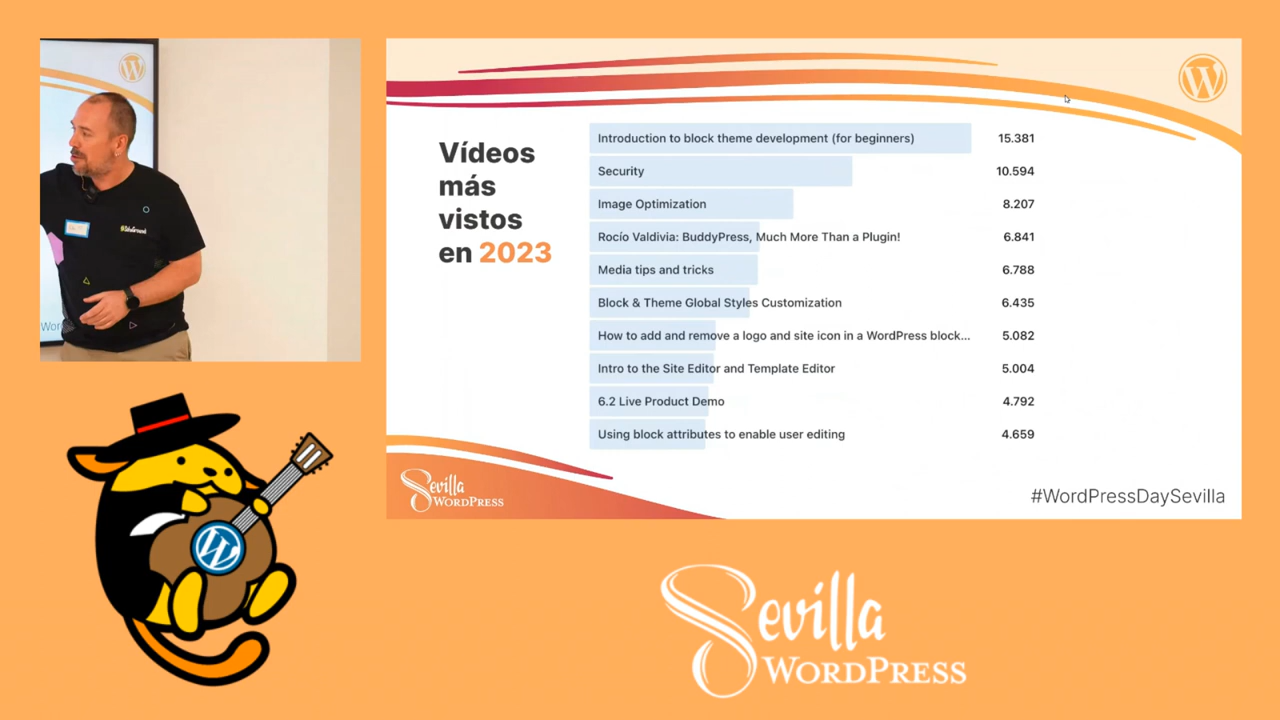 Vídeos
más
vistos
en 2023
Introduction to block theme development (for beginners) 15.381
Security 10.594
Image Optimization 8.207
Rocío Valdivia: BuddyPress, Much More Than a Plugin! 6.841
Media tips and tricks 6.788
Block & Theme Global Styles Customization 6.435
How to add and remove a logo and site icon in a WordPress block... 5.082
Intro to the Site Editor and Template Editor 5.004
6.2 Live Product Demo 4.792
Using block attributes to enable user editing 4.659
Sevilla
WORDPRESS
#WordPressDaySevilla
SiteGround
Wor
W
W
W
Sevilla
WORDPRESS